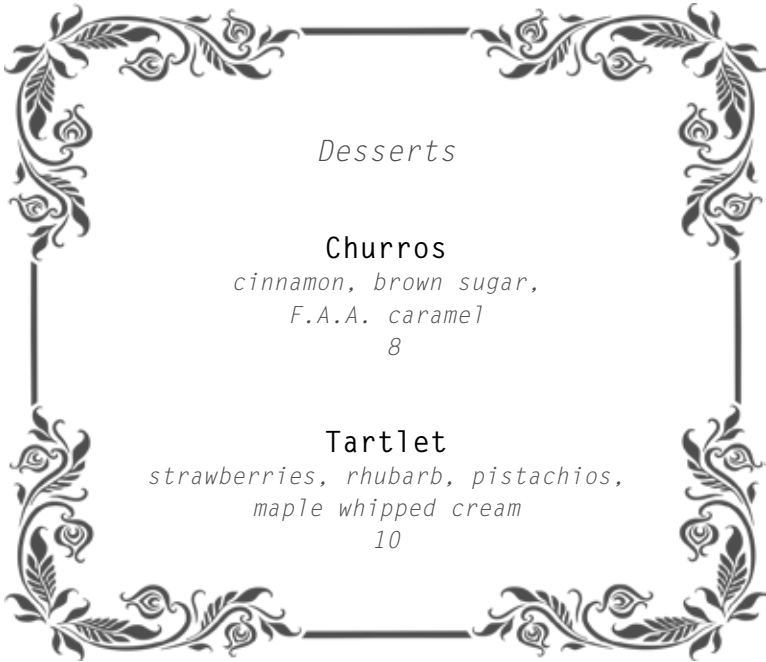 Desserts
Churros
cinnamon, brown sugar,
F.A.A. caramel
8
Tartlet
strawberries, rhubarb, pistachios,
maple whipped cream
10